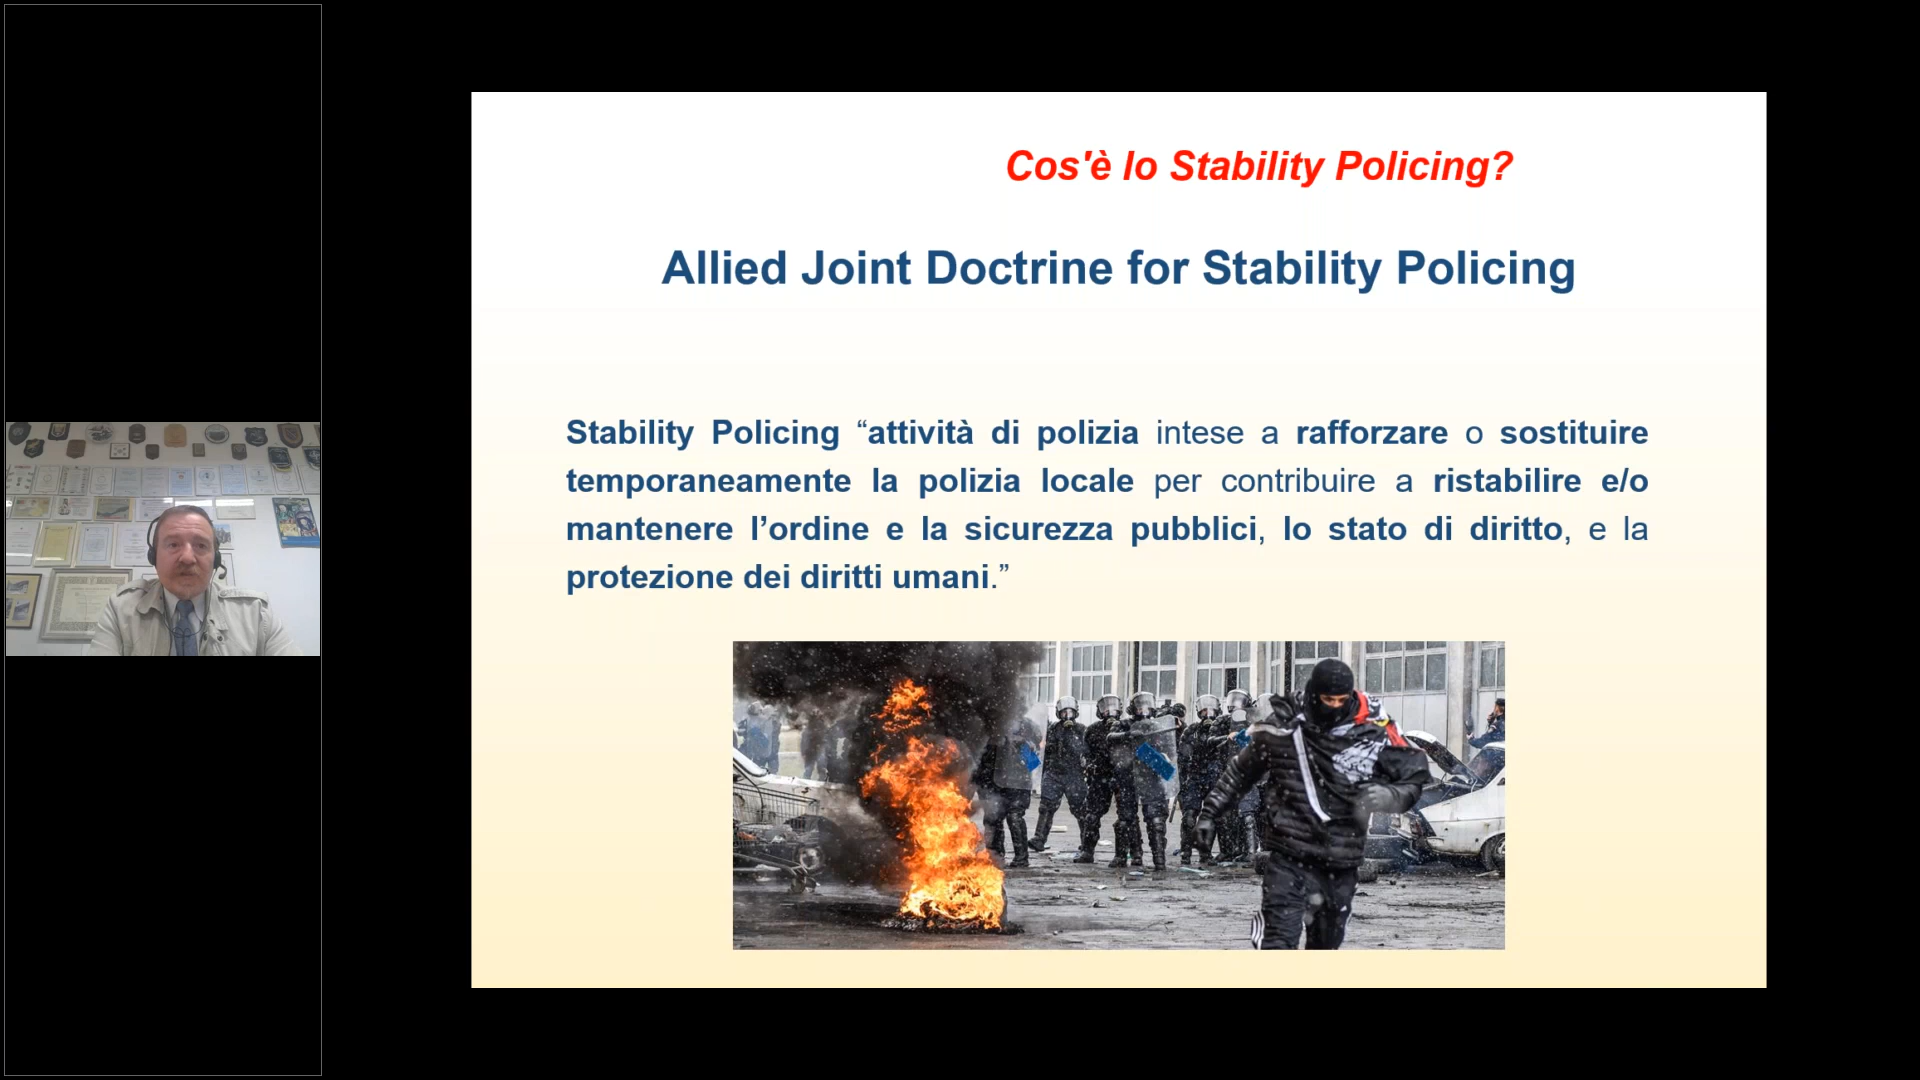 Cos'è lo Stability Policing?
Allied Joint Doctrine for Stability Policing
Stability Policing “attività di polizia intese a rafforzare o sostituire
temporaneamente la polizia locale per contribuire a ristabilire e/o
mantenere l’ordine e la sicurezza pubblici, lo stato di diritto, e la
protezione dei diritti umani.”